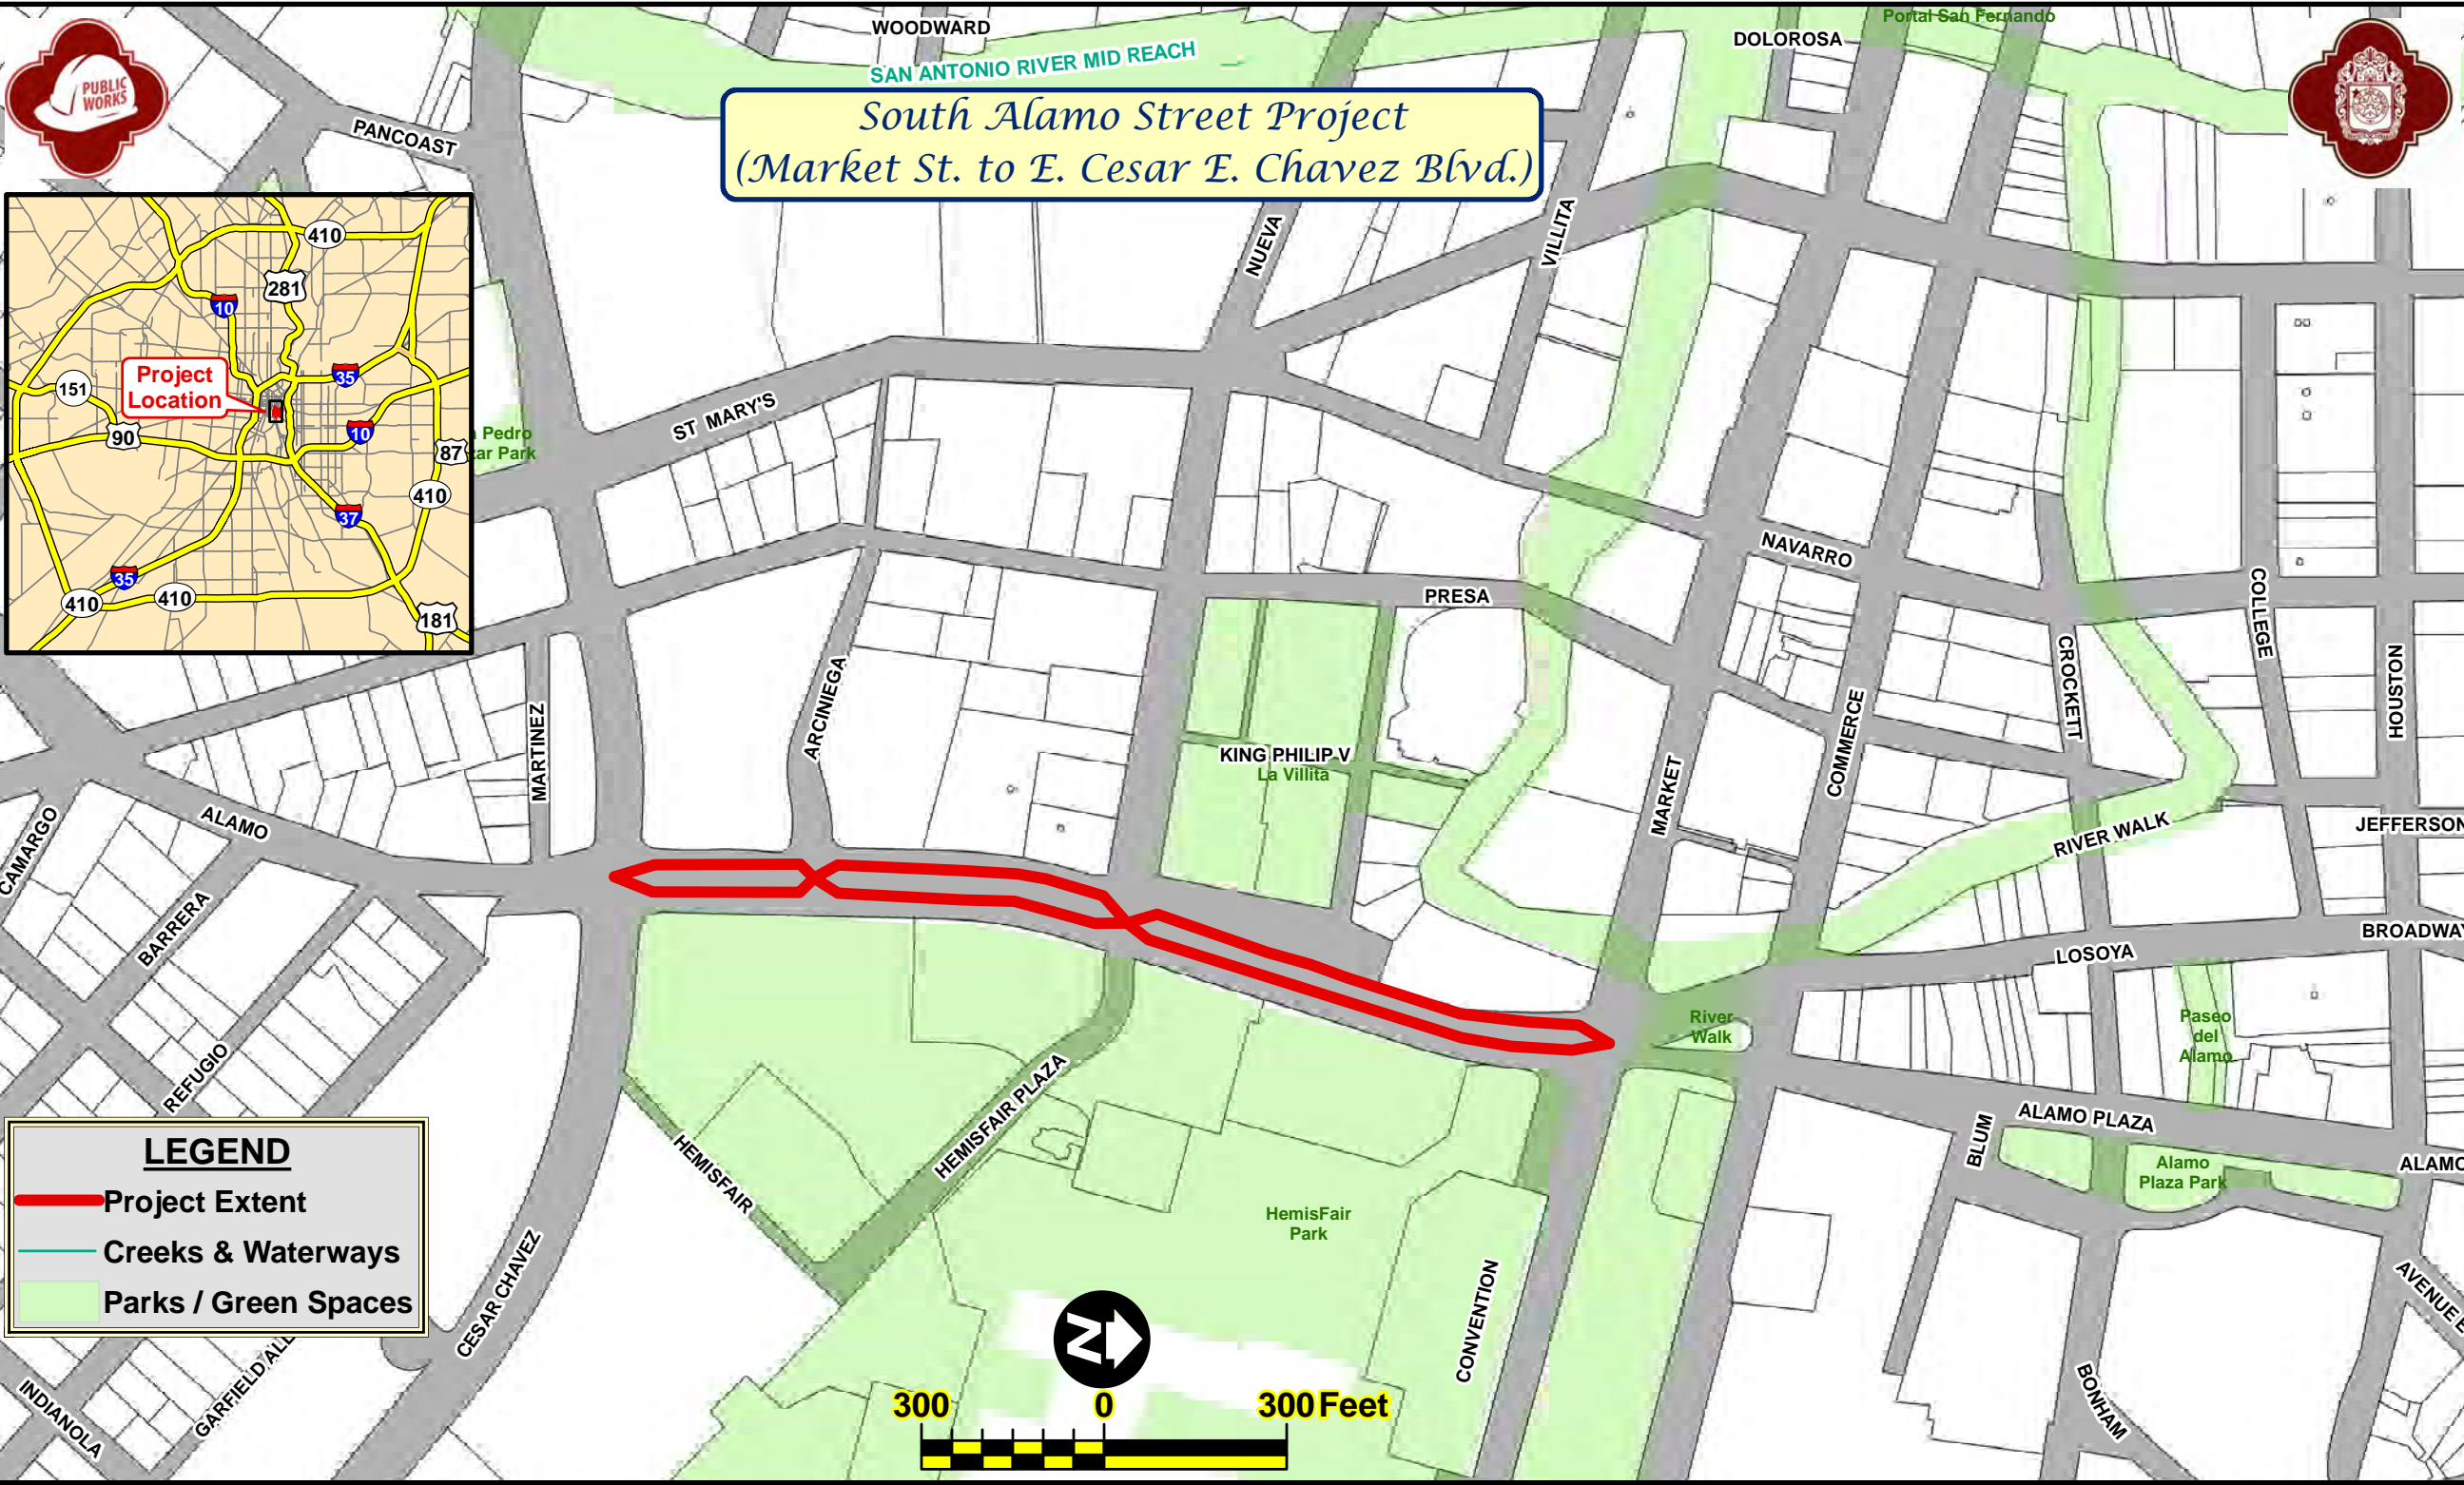 PUBLIC
WORKS
WOODWARD
SAN ANTONIO RIVER MID REACH
DOLOROSA
Portal San Fernando
South Alamo Street Project
(Market St. to E. Cesar E. Chavez Blvd.)
PANCOAST
NUEVA
VILLITA
410
281
10
35
151
Project
Location
90
10
87
410
37
35
410
410
181
Pedro
Park
ST MARY'S
NAVARRO
PRESA
COLLEGE
CROCKETT
HOUSTON
ARCINIEGA
MARTINEZ
KING PHILIP V
La Villita
MARKET
COMMERCE
RIVER WALK
JEFFERSON
ALAMO
CAMARGO
BARRERA
REFUGIO
BROADWAY
LOSOYA
River
Walk
Paseo
del
Alamo
HEMISFAIR PLAZA
HEMISFAIR
ALAMO PLAZA
BLUM
Alamo
Plaza Park
ALAMO
HemisFair
Park
CONVENTION
CESAR CHAVEZ
AVENUE E
BONHAM
LEGEND
Project Extent
Creeks & Waterways
Parks / Green Spaces
GARFIELD
INDIANOLA
N
300 0 300 Feet